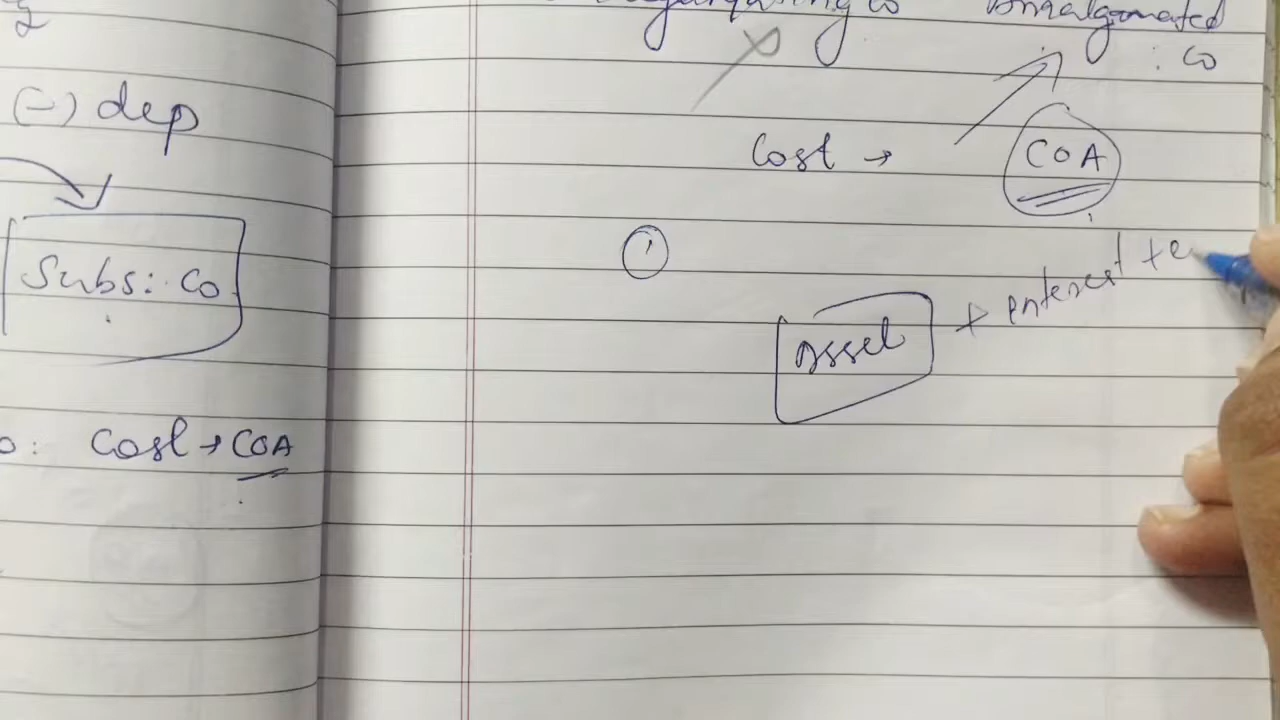 (-) dep
Subs: Co
Cost → COA
Amalgamated
: Co
Cost →
COA
1
Asset + interest + e